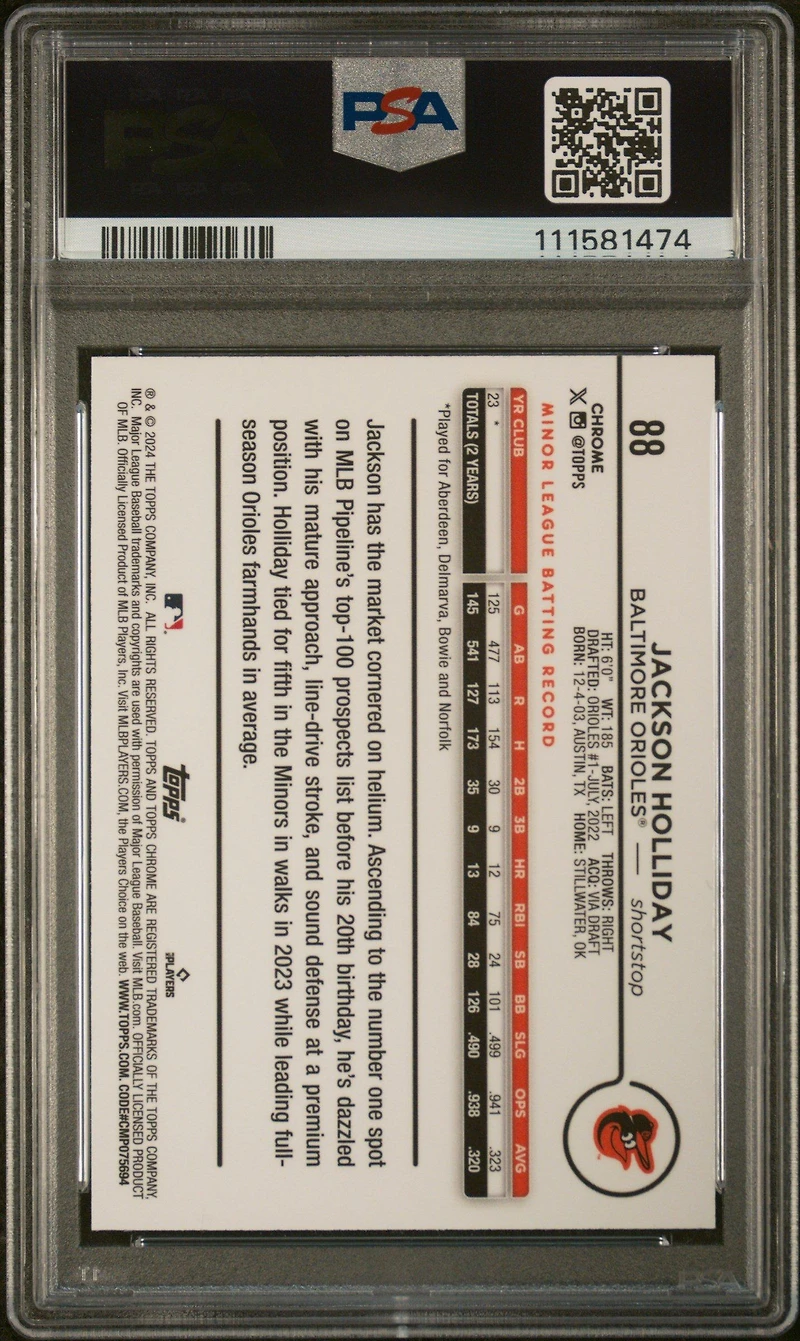 PSA
111581474
88
JACKSON HOLLIDAY
BALTIMORE ORIOLES® — shortstop
CHROME
X @TOPPS
HT: 6'0" WT: 185 BATS: LEFT THROWS: RIGHT
DRAFTED: ORIOLES #1-JULY, 2022 ACQ: VIA DRAFT
BORN: 12-4-03, AUSTIN, TX HOME: STILLWATER, OK
MINOR LEAGUE BATTING RECORD
YR CLUB G AB R H 2B 3B HR RBI SB BB SLG OPS AVG
23 * 125 477 113 154 30 9 12 75 24 101 .499 .941 .323
TOTALS (2 YEARS) 145 541 127 173 35 9 13 84 28 126 .490 .938 .320
*Played for Aberdeen, Delmarva, Bowie and Norfolk
Jackson has the market cornered on helium. Ascending to the number one spot
on MLB Pipeline's top-100 prospects list before his 20th birthday, he's dazzled
with his mature approach, line-drive stroke, and sound defense at a premium
position. Holliday tied for fifth in the Minors in walks in 2023 while leading full-
season Orioles farmhands in average.
topps®
PLAYERS
® & © 2024 THE TOPPS COMPANY, INC. ALL RIGHTS RESERVED. TOPPS AND TOPPS CHROME ARE REGISTERED TRADEMARKS OF THE TOPPS COMPANY,
INC. Major League Baseball trademarks and copyrights are used with permission of Major League Baseball. Visit MLB.com. OFFICIALLY LICENSED PRODUCT
OF MLB. Officially Licensed Product of MLB Players, Inc. Visit MLBPLAYERS.COM, the Players Choice on the web. WWW.TOPPS.COM. CODE#CMP075694
PSA